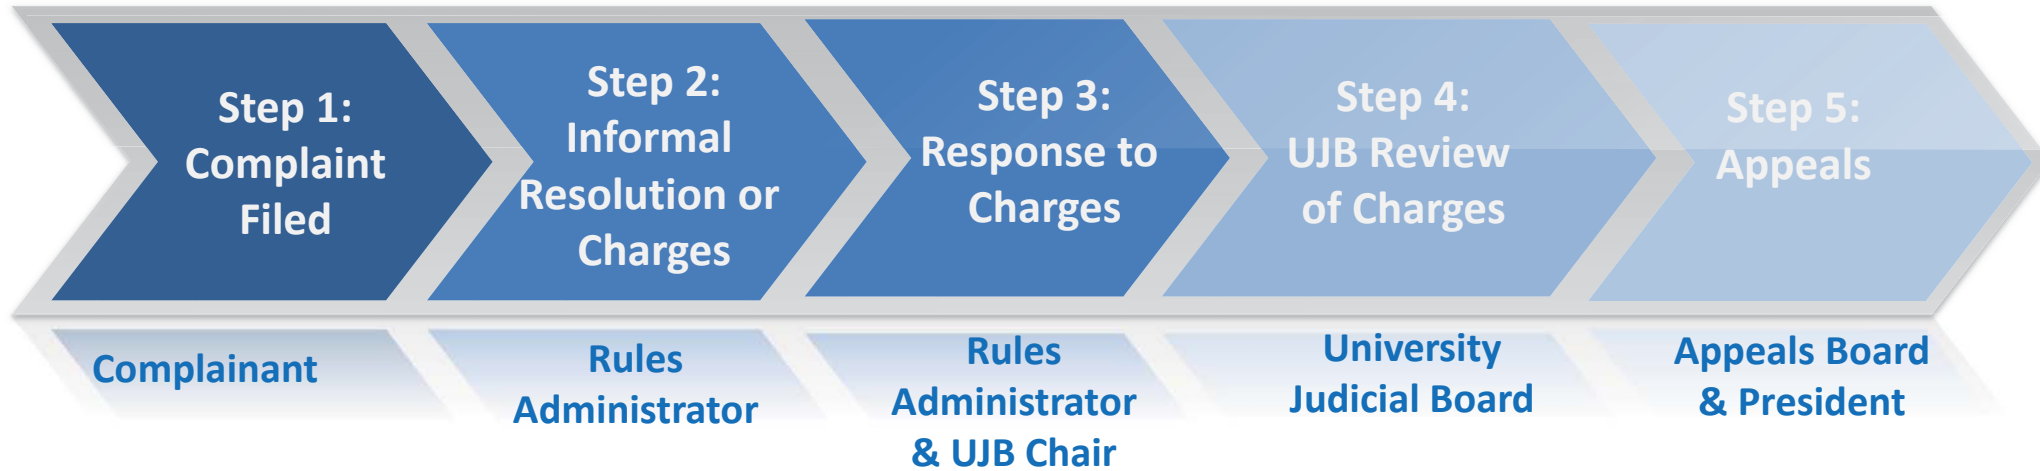 Step 1:
Complaint
Filed
Step 2:
Informal
Resolution or
Charges
Step 3:
Response to
Charges
Step 4:
UJB Review
of Charges
Step 5:
Appeals
Complainant
Rules
Administrator
Rules
Administrator
& UJB Chair
University
Judicial Board
Appeals Board
& President